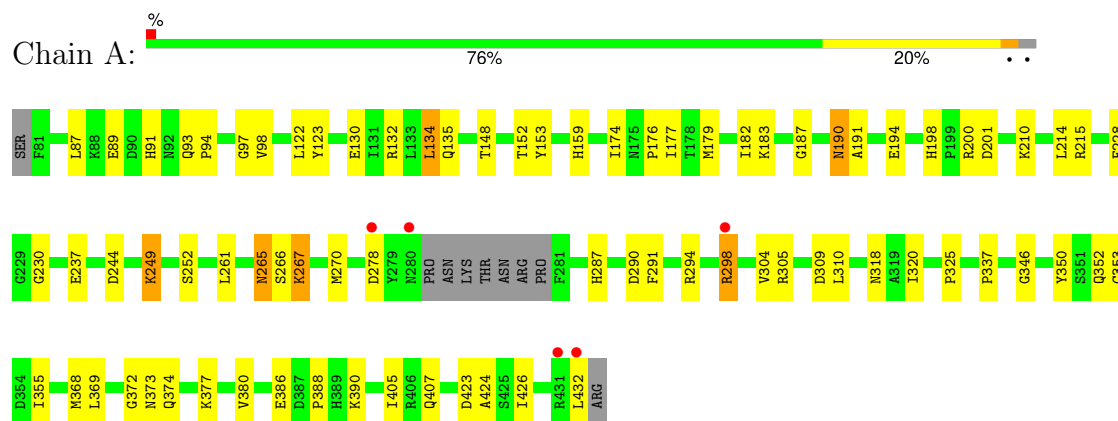 %
Chain A:
76% 20% • •
SER F81 L87 K88 E89 D90 H91 N92 Q93 P94 G97 V98 L122 Y123 E130 I131 R132 L133 L134 Q135 T148 T152 Y153 H159 I174 N175 P176 I177 T178 M179 I182 K183 G187 N190 A191 E194 H198 P199 R200 D201 K210 L214 R215
G229 G230 E237 D244 K249 S252 L261 N265 S266 K267 M270 D278 Y279 N280 PRO ASN LYS THR ASN ARG PRO F281 H287 D290 F291 R294 R298 V304 R305 D309 L310 N318 A319 I320 P325 P337 G346 Y350 S351 Q352
D354 I355 M368 L369 G372 N373 Q374 K377 V380 E386 D387 P388 H389 K390 I405 R406 Q407 D423 A424 S425 I426 R431 L432 ARG